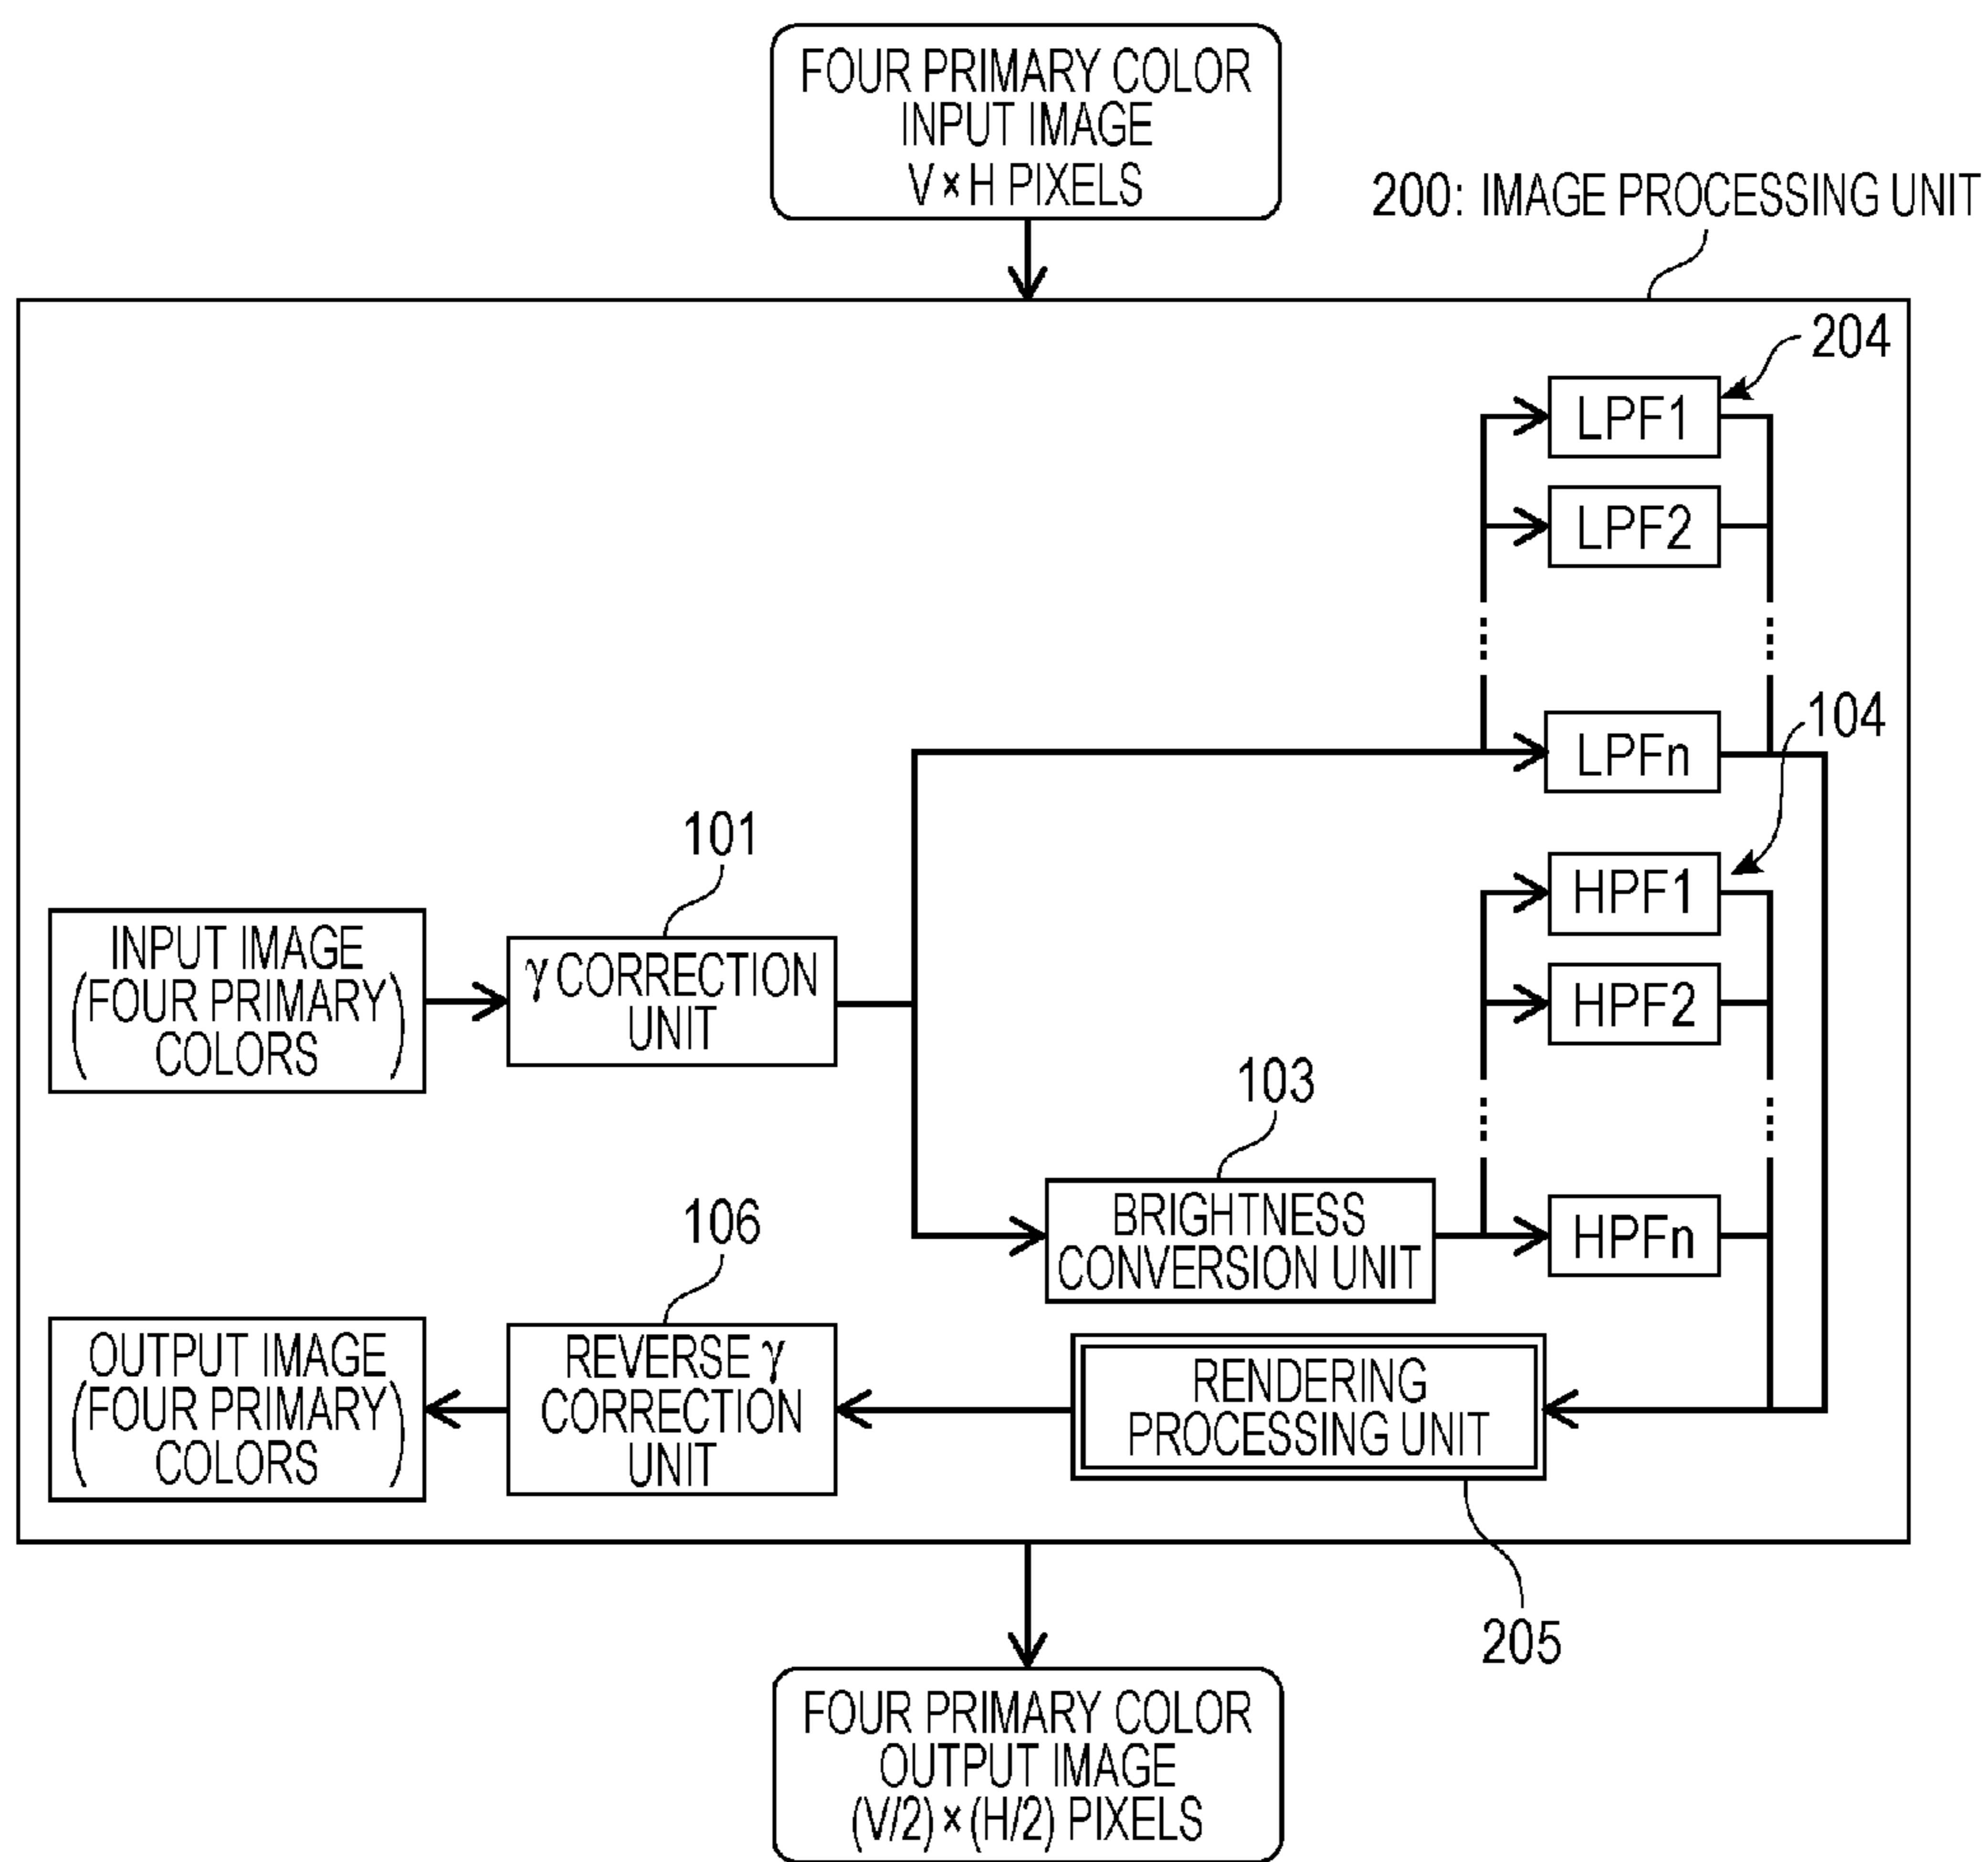 FOUR PRIMARY COLOR
INPUT IMAGE
V × H PIXELS
200: IMAGE PROCESSING UNIT
204
LPF1
LPF2
104
LPFn
101
HPF1
INPUT IMAGE
(FOUR PRIMARY
COLORS)
γ CORRECTION
UNIT
HPF2
103
106
BRIGHTNESS
CONVERSION UNIT
HPFn
OUTPUT IMAGE
(FOUR PRIMARY
COLORS)
REVERSE γ
CORRECTION
UNIT
RENDERING
PROCESSING UNIT
205
FOUR PRIMARY COLOR
OUTPUT IMAGE
(V/2) × (H/2) PIXELS